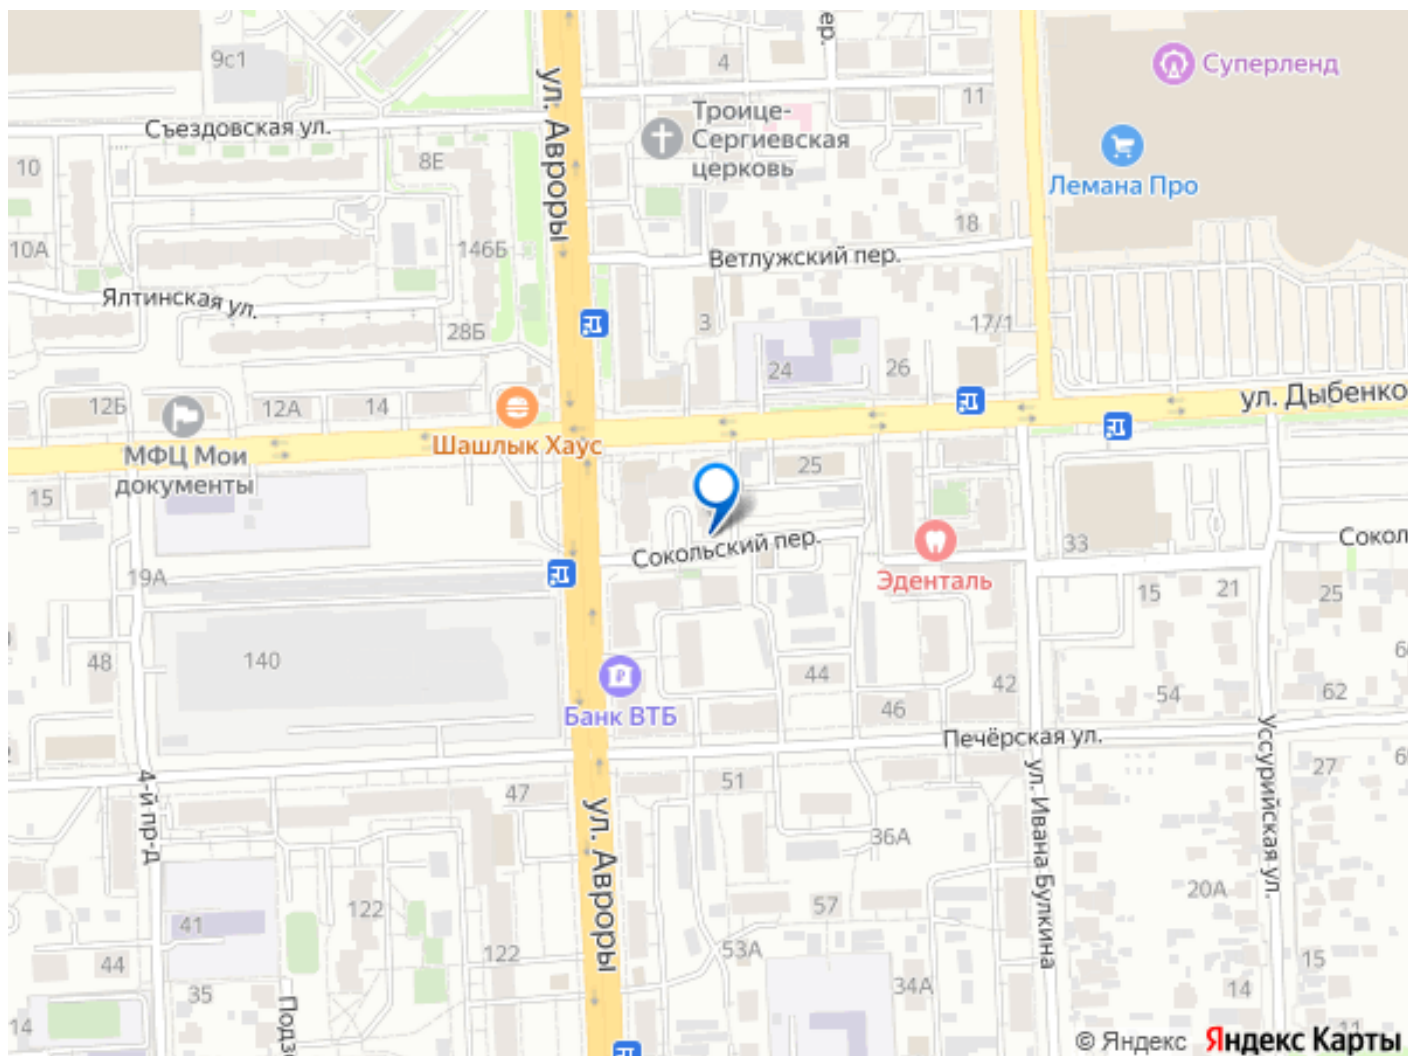 9с1
ул. Авроры
4
ер.
11
Суперленд
Съездовская ул.
Троице-
Сергиевская
церковь
10
8Е
Лемана Про
18
10А
146Б
Ветлужский пер.
Ялтинская ул.
28Б
3
17/1
24
26
12Б
12А
14
ул. Дыбенко
Шашлык Хаус
МФЦ Мои
документы
15
25
Сокольский пер.
33
Сокол
19А
Эденталь
15
21
25
48
140
44
42
54
62
6
Банк ВТБ
46
Печёрская ул.
Уссурийская ул.
6
4-й пр-д
47
51
ул. Ивана Булкина
27
ул. Авроры
36А
20А
122
57
41
122
53А
44
15
35
34А
14
14
Подзе
11
© Яндекс Яндекс Карты